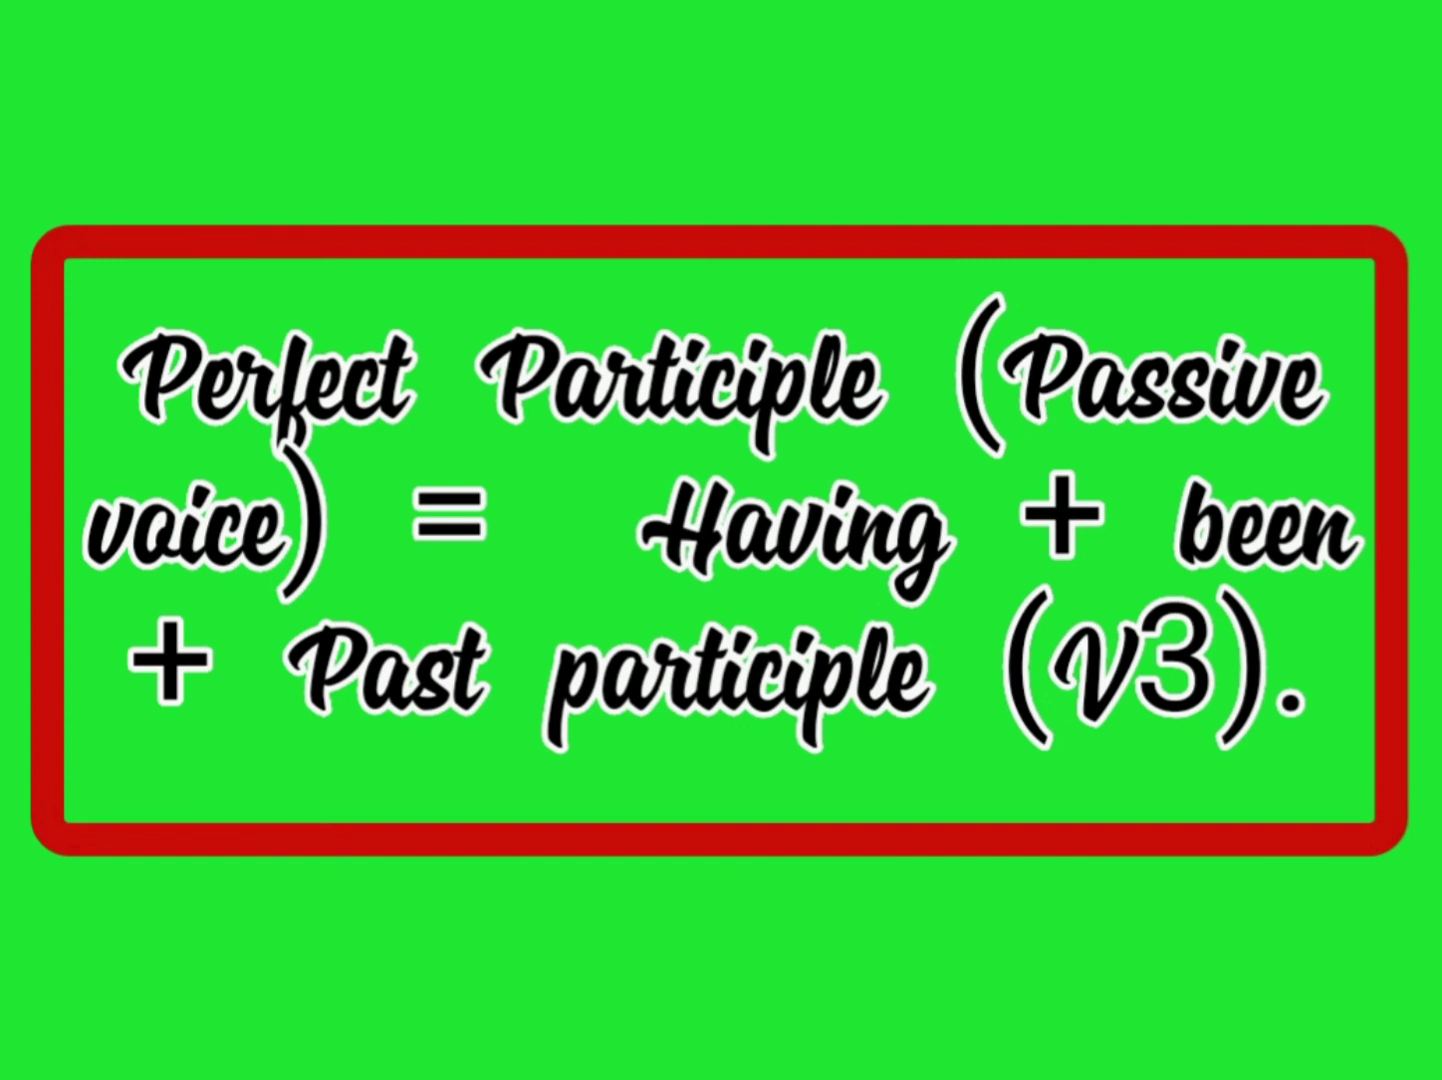 Perfect Participle (Passive
voice) = Having + been
+ Past participle (V3).